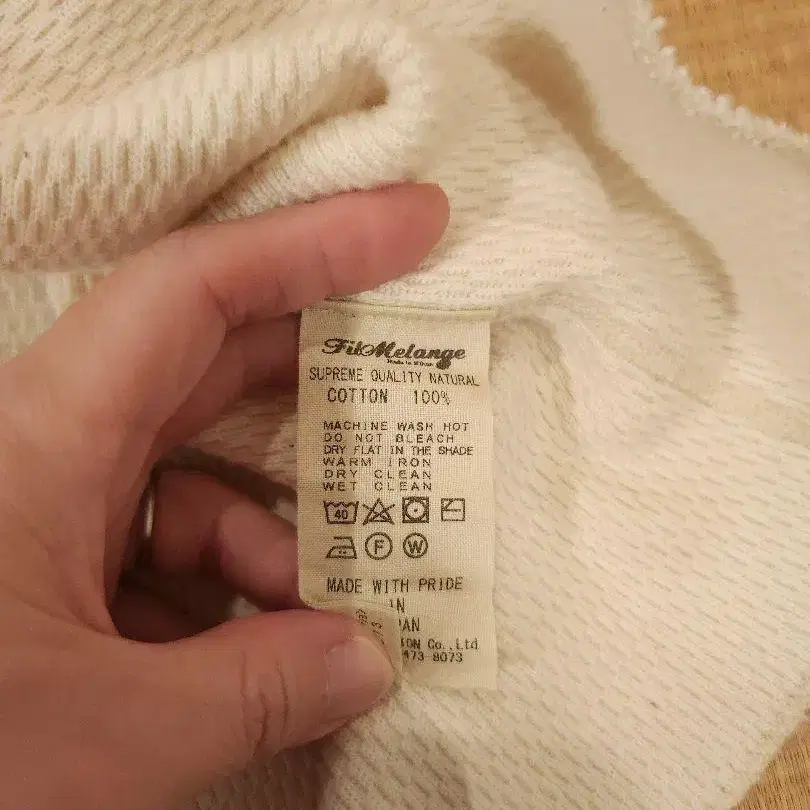 FilMelange
SUPREME QUALITY NATURAL
COTTON 100%
MACHINE WASH HOT
DO NOT BLEACH
DRY FLAT IN THE SHADE
WARM IRON
DRY CLEAN
WET CLEAN
40
F W
MADE WITH PRIDE
IN
Co.,Ltd
473-8073